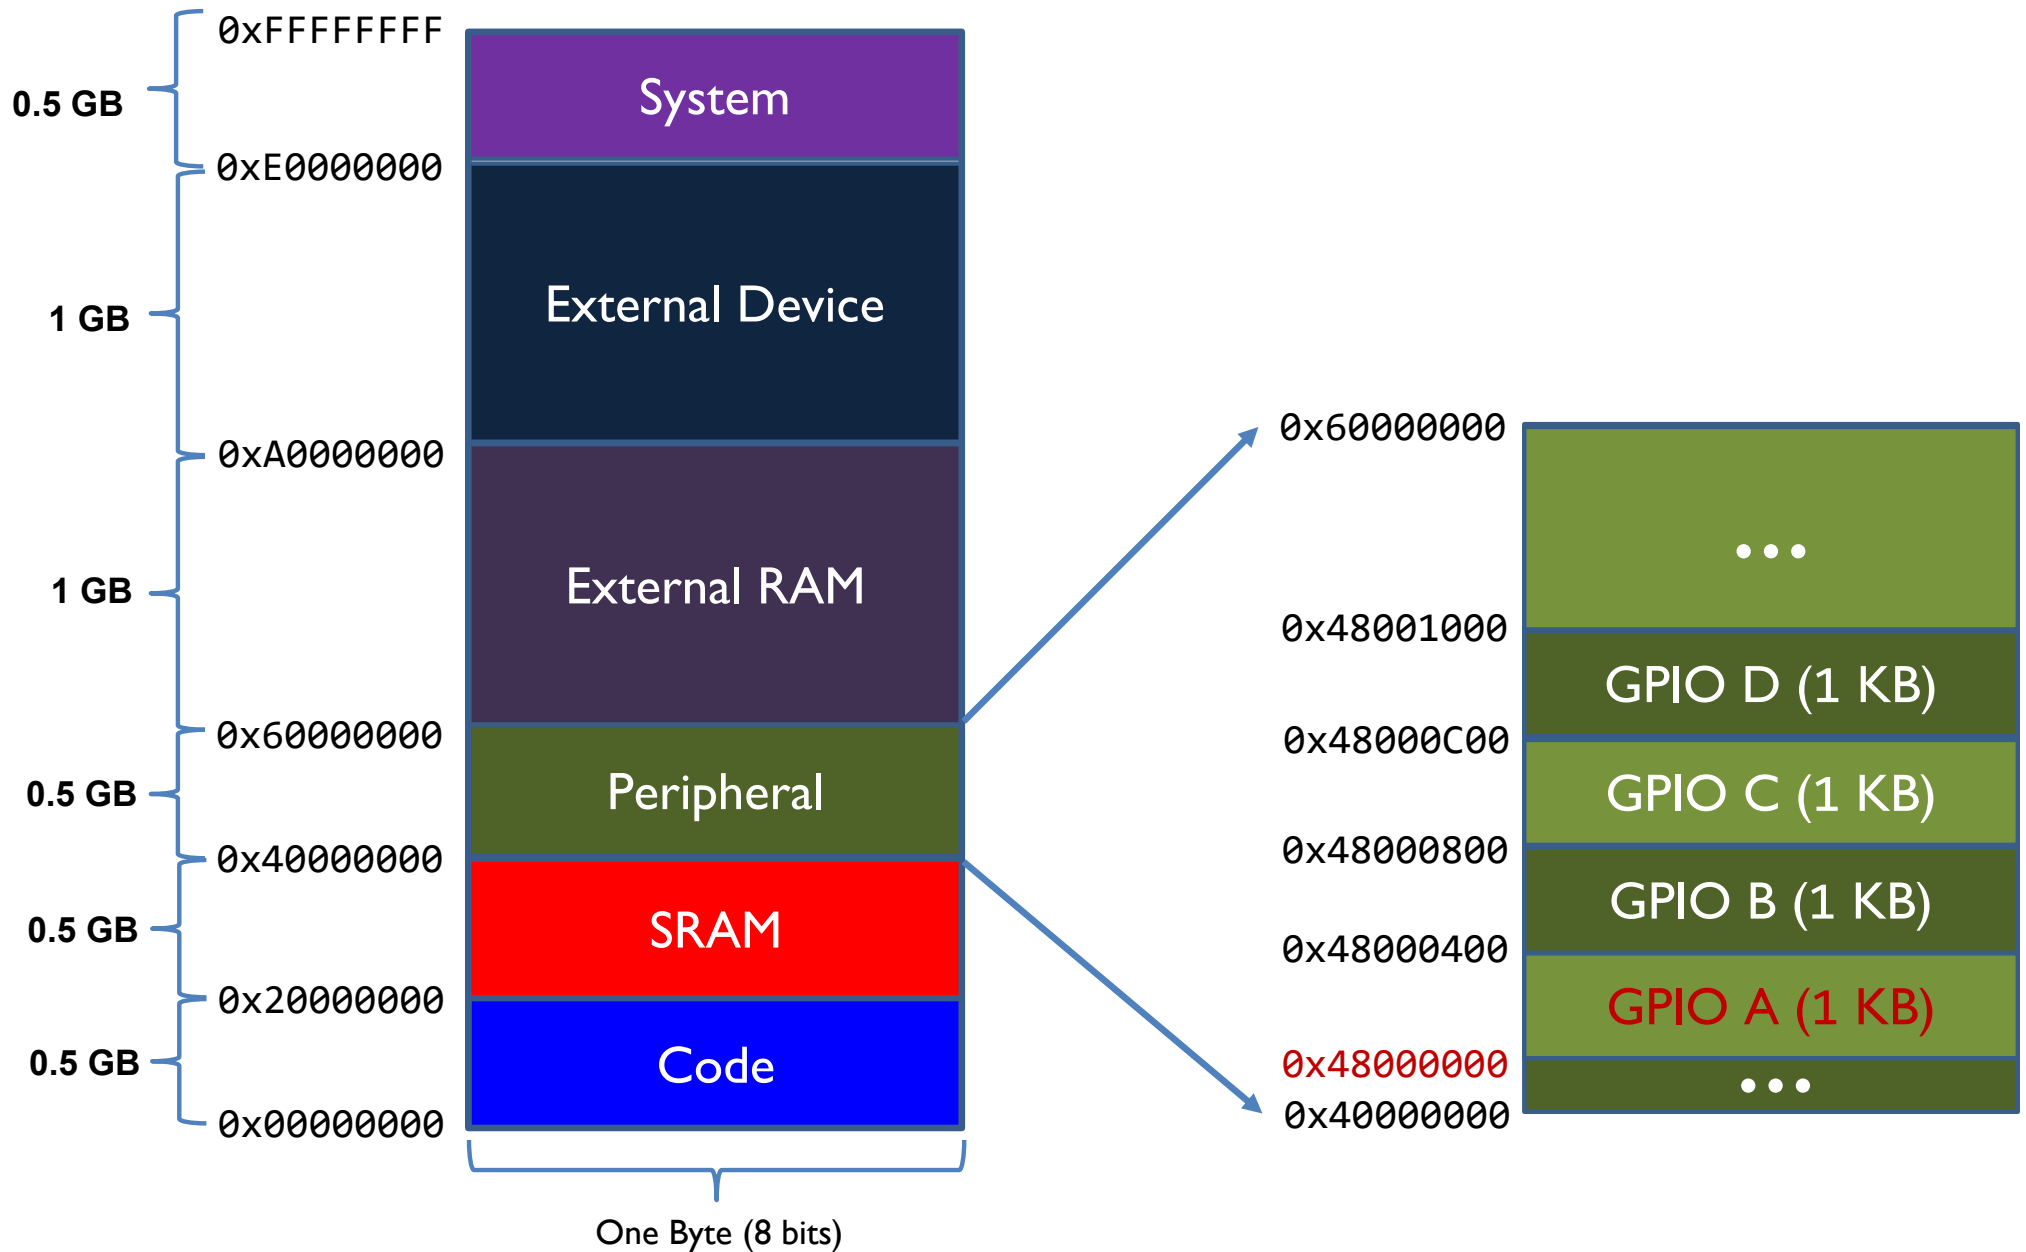 0xFFFFFFFF
0.5 GB
System
0xE0000000
1 GB
External Device
0xA0000000
1 GB
External RAM
0x60000000
0.5 GB
Peripheral
0x40000000
0.5 GB
SRAM
0x20000000
0.5 GB
Code
0x00000000
One Byte (8 bits)
0x60000000
...
0x48001000
GPIO D (1 KB)
0x48000C00
GPIO C (1 KB)
0x48000800
GPIO B (1 KB)
0x48000400
GPIO A (1 KB)
0x48000000
...
0x40000000